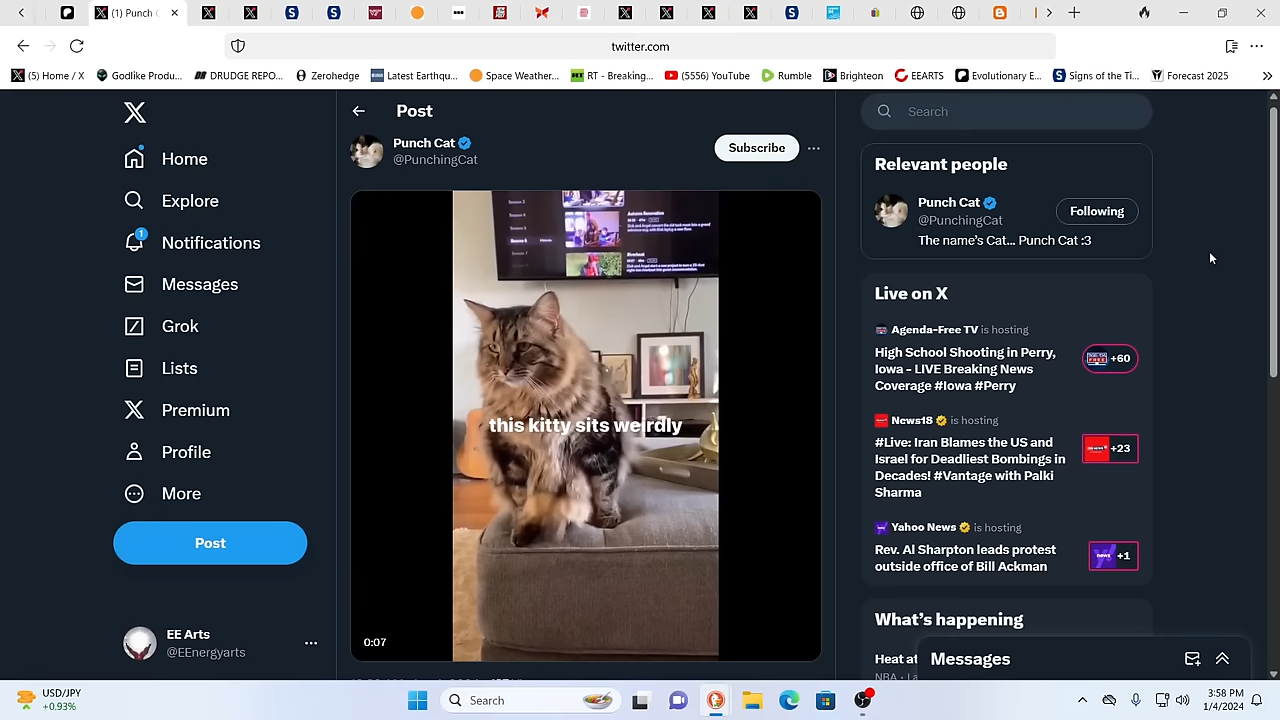 (1) Punch C
twitter.com
(5) Home / X
Godlike Produ...
DRUDGE REPO...
Zerohedge
Latest Earthqu...
Space Weather...
RT - Breaking...
(5556) YouTube
Rumble
Brighteon
EEARTS
Evolutionary E...
Signs of the Ti...
Forecast 2025
Home
Explore
1
Notifications
Messages
Grok
Lists
Premium
Profile
More
Post
EE Arts
@EEnergyarts
Post
Punch Cat
@PunchingCat
Subscribe
Autumn Renovation
Riverboat
this kitty sits weirdly
0:07
Search
Relevant people
Punch Cat
@PunchingCat
Following
The name's Cat... Punch Cat :3
Live on X
Agenda-Free TV is hosting
High School Shooting in Perry,
Iowa - LIVE Breaking News
Coverage #Iowa #Perry
+60
News18 is hosting
#Live: Iran Blames the US and
Israel for Deadliest Bombings in
Decades! #Vantage with Palki
Sharma
+23
Yahoo News is hosting
Rev. Al Sharpton leads protest
outside office of Bill Ackman
+1
What's happening
Heat at
Messages
USD/JPY
+0.93%
Search
3:58 PM
1/4/2024